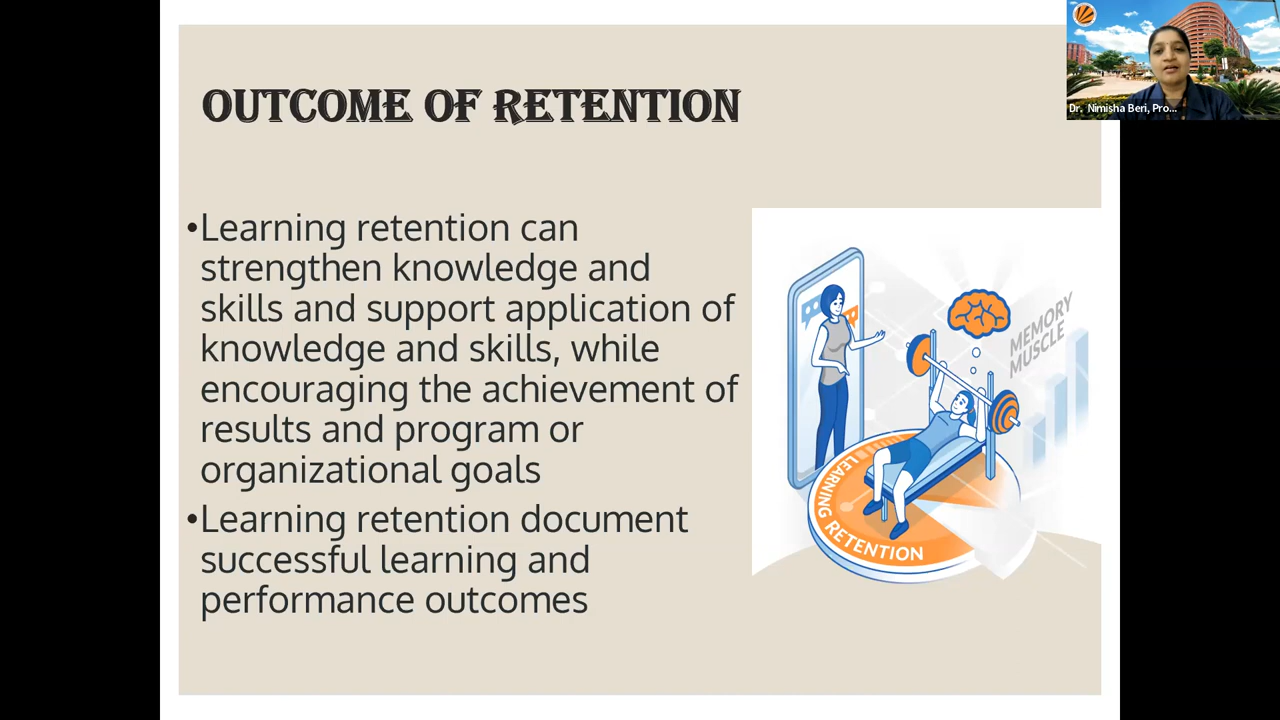 OUTCOME OF RETENTION
Dr. Nimisha Beri, Pro...
•Learning retention can
strengthen knowledge and
skills and support application of
knowledge and skills, while
encouraging the achievement of
results and program or
organizational goals
•Learning retention document
successful learning and
performance outcomes
MEMORY
MUSCLE
LEARNING RETENTION